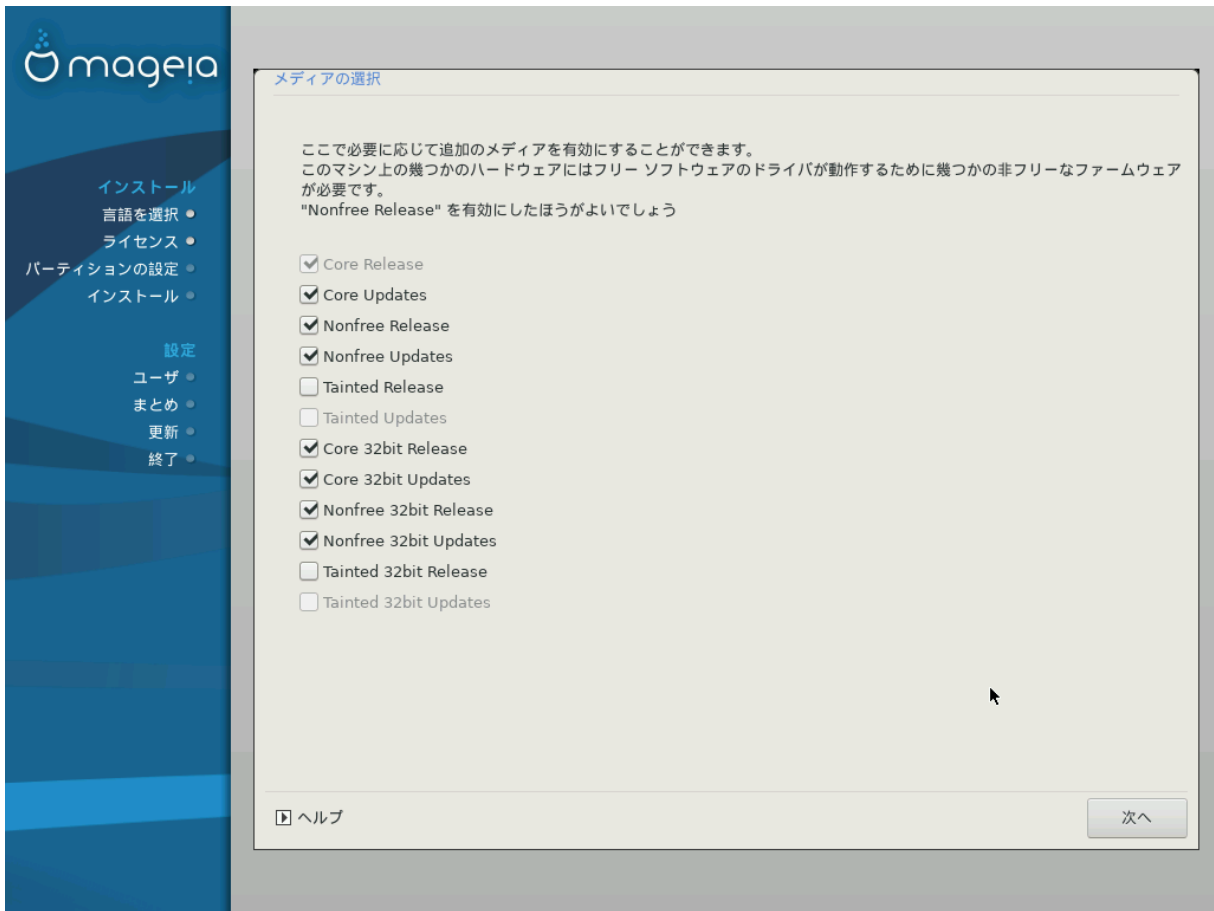 mageia
インストール
言語を選択
ライセンス
パーティションの設定
インストール
設定
ユーザ
まとめ
更新
終了
メディアの選択
ここで必要に応じて追加のメディアを有効にすることができます。
このマシン上の幾つかのハードウェアにはフリー ソフトウェアのドライバが動作するために幾つかの非フリーなファームウェア
が必要です。
"Nonfree Release" を有効にしたほうがよいでしょう
Core Release
Core Updates
Nonfree Release
Nonfree Updates
Tainted Release
Tainted Updates
Core 32bit Release
Core 32bit Updates
Nonfree 32bit Release
Nonfree 32bit Updates
Tainted 32bit Release
Tainted 32bit Updates
ヘルプ
次へ